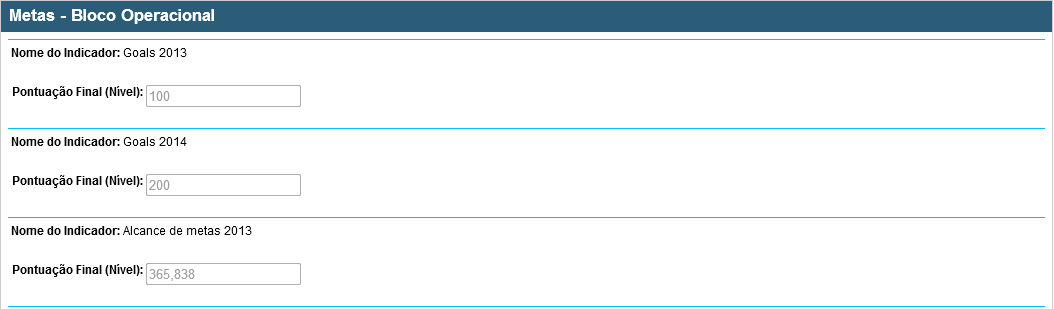 Metas - Bloco Operacional
Nome do Indicador: Goals 2013
Pontuação Final (Nível): 100
Nome do Indicador: Goals 2014
Pontuação Final (Nível): 200
Nome do Indicador: Alcance de metas 2013
Pontuação Final (Nível): 365,838